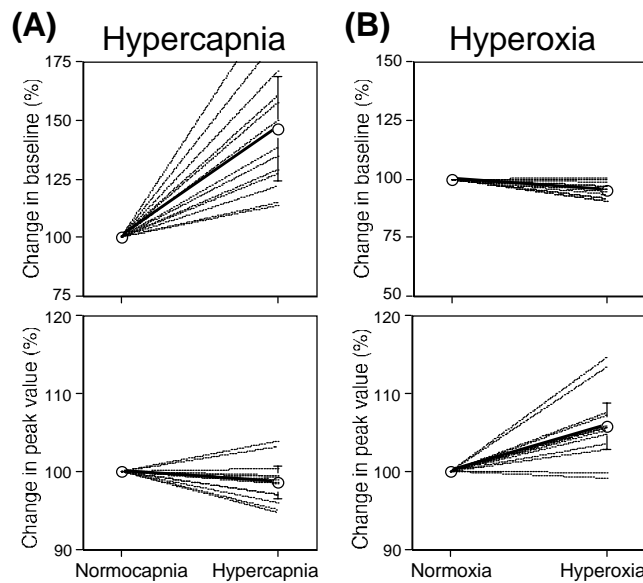 (A) Hypercapnia
(B) Hyperoxia
Change in baseline (%)
175
150
125
100
75
Change in baseline (%)
150
125
100
75
50
Change in peak value (%)
120
110
100
90
Normocapnia Hypercapnia
Change in peak value (%)
120
110
100
90
Normoxia Hyperoxia